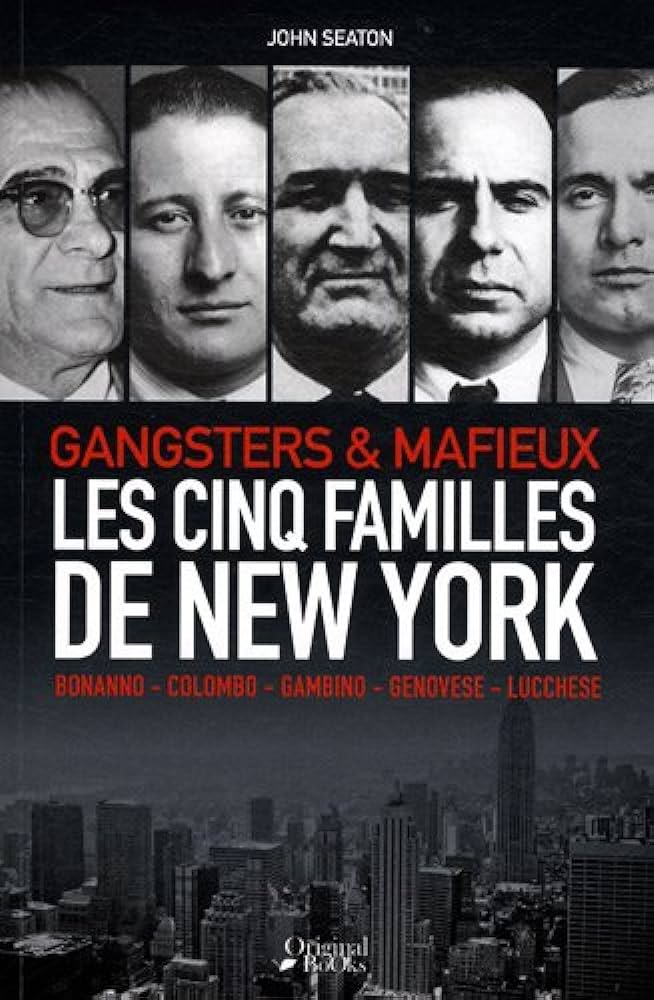 JOHN SEATON
GANGSTERS & MAFIEUX
LES CINQ FAMILLES
DE NEW YORK
BONANNO - COLOMBO - GAMBINO - GENOVESE - LUCCHESE
Original
BoOks